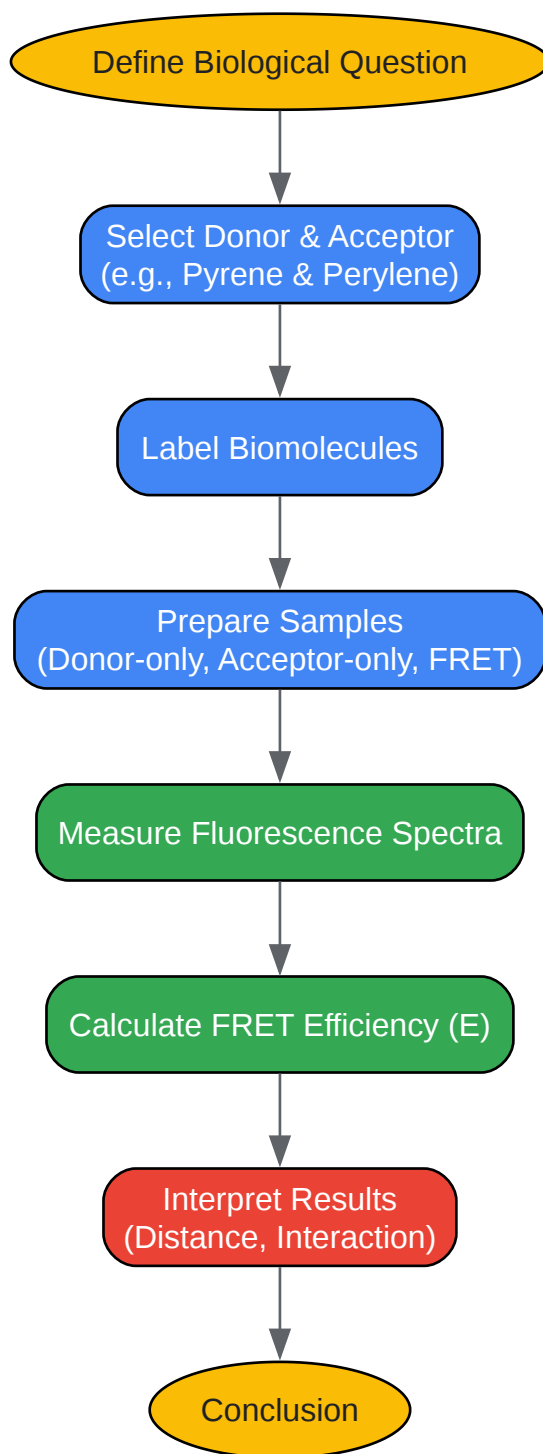 Define Biological Question
Select Donor & Acceptor
(e.g., Pyrene & Perylene)
Label Biomolecules
Prepare Samples
(Donor-only, Acceptor-only, FRET)
Measure Fluorescence Spectra
Calculate FRET Efficiency (E)
Interpret Results
(Distance, Interaction)
Conclusion